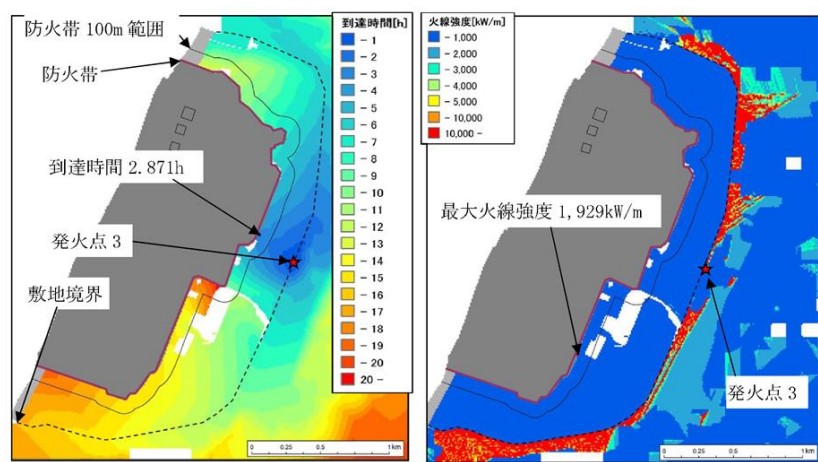 防火帯 100m 範囲
防火帯
到達時間 2.871h
発火点 3
敷地境界
到達時間[h]
- 1
- 2
- 3
- 4
- 5
- 6
- 7
- 8
- 9
- 10
- 11
- 12
- 13
- 14
- 15
- 16
- 17
- 18
- 19
- 20
20 -
0 0.25 0.5 1 km
火線強度[kW/m]
- 1,000
- 2,000
- 3,000
- 4,000
- 5,000
- 10,000
10,000 -
最大火線強度 1,929kW/m
発火点 3
0 0.25 0.5 1 km